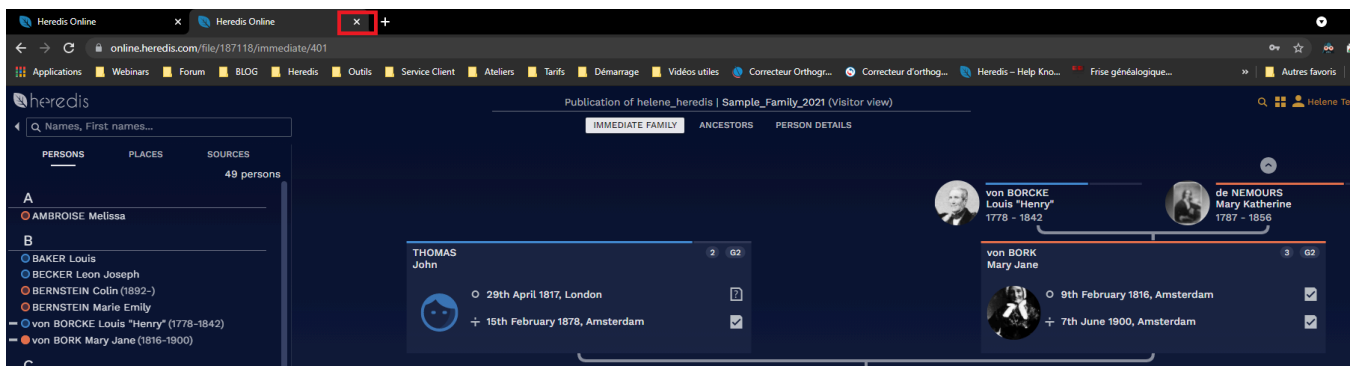 Heredis Online
Heredis Online
online.heredis.com/file/187118/immediate/401
Applications Webinars Forum BLOG Heredis Outils Service Client Ateliers Tarifs Démarrage Vidéos utiles Correcteur Orthogr... Correcteur d'orthog... Heredis – Help Kno... Frise généalogique... » Autres favoris
heredis
Publication of helene_heredis | Sample_Family_2021 (Visitor view)
Helene Te
Names, First names...
IMMEDIATE FAMILY ANCESTORS PERSON DETAILS
PERSONS PLACES SOURCES
49 persons
A
AMBROISE Melissa
B
BAKER Louis
BECKER Leon Joseph
BERNSTEIN Colin (1892-)
BERNSTEIN Marie Emily
von BORCKE Louis "Henry" (1778-1842)
von BORK Mary Jane (1816-1900)
C
von BORCKE
Louis "Henry"
1778 - 1842
de NEMOURS
Mary Katherine
1787 - 1856
THOMAS
John
2 G2
29th April 1817, London
?
15th February 1878, Amsterdam
von BORK
Mary Jane
3 G2
9th February 1816, Amsterdam
7th June 1900, Amsterdam